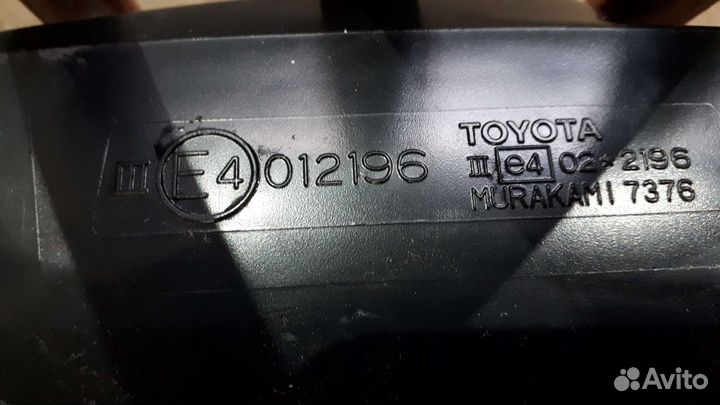 III E4 012196
TOYOTA
III e4 02*2196
MURAKAMI 7376
Avito